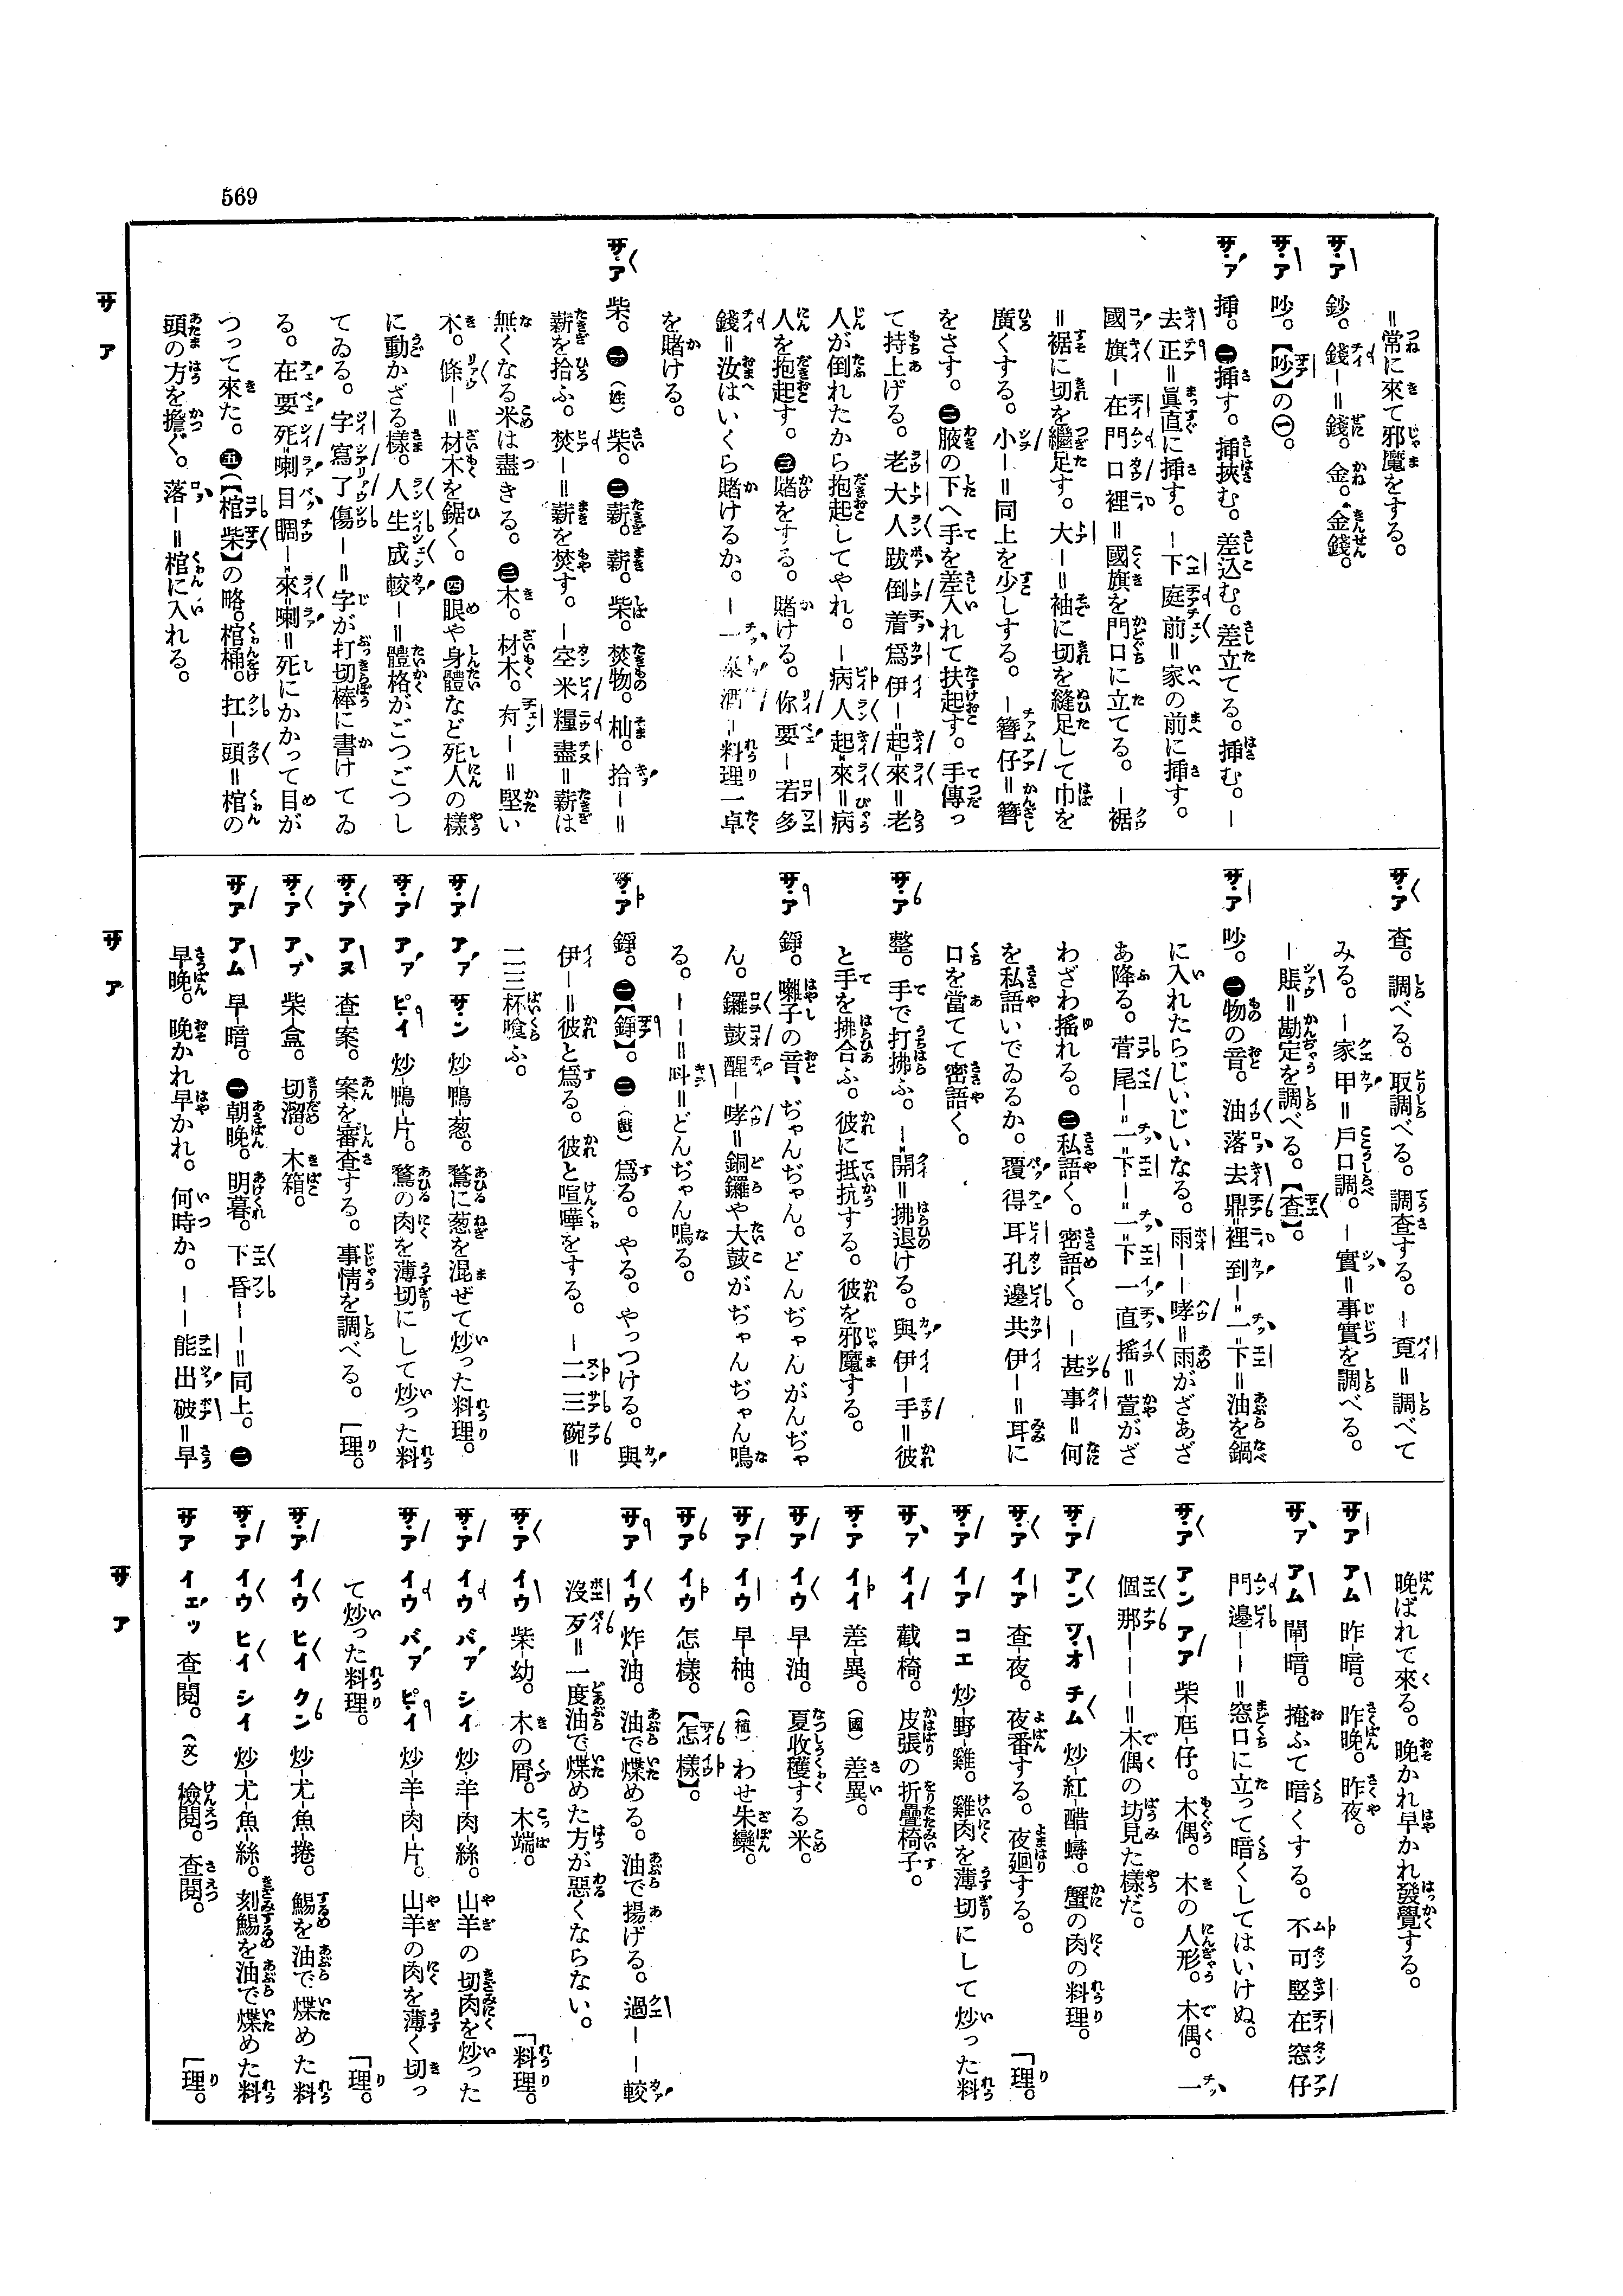 569
＝常に來て邪魔をする。
サア 鈔。錢－＝錢。金。金錢。
サア 吵。【吵】の㊀。
サア 挿。㊀挿す。挿挾む。差込む。差立てる。挿む。－
去正＝眞直に挿す。－下庭前＝家の前に挿す。
國旗－在門口裡＝國旗を門口に立てる。－裾
＝裾に切を繼足す。大－＝袖に切を縫足して巾を
廣くする。小－＝同上を少しする。－簪仔＝簪
をさす。㊁腋の下へ手を差入れて扶起す。手傳っ
て持上げる。老大人跋倒着爲伊－起來＝老
人が倒れたから抱起してやれ。－病人起來＝病
人を抱起す。㊂賭をする。賭ける。你要－若多
錢＝汝はいくら賭けるか。－一菜酒－料理一卓
を賭ける。
サア 柴。㊀（姓）柴。㊁薪。薪。柴。焚物。杣。拾－＝
薪を拾ふ。焚－＝薪を焚す。－空米糧盡＝薪は
無くなる米は盡きる。㊂木。材木。有－＝堅い
木。條－＝材木を鋸く。㊃眼や身體など死人の樣
に動かざる樣。人生成較－＝體格がごつごつし
てゐる。字寫了傷－＝字が打切棒に書けてゐ
る。在要死喇目瞯－來喇＝死にかかって目が
つって來た。㊄(【棺柴】の略。棺桶。扛－頭＝棺の
頭の方を擔ぐ。落－＝棺に入れる。
サア 查。調べる。取調べる。調查する。－覔＝調べて
みる。－家甲＝戶口調。－實＝事實を調べる。
－賬＝勘定を調べる。【查】。
サア 吵。㊀物の音。油落去鼎裡到－一下＝油を鍋
に入れたらじいじいなる。雨－－哮＝雨がざあざ
あ降る。菅尾－一下－一下一直搖＝萱がざ
わざわ搖れる。㊁私語く。密語く。－甚事＝何
を私語いでゐるか。覆得耳孔邊共伊－＝耳に
口を當てて密語く。
サア 整。手で打拂ふ。－開＝拂退ける。與伊－手＝彼
と手を拂合ふ。彼に抵抗する。彼を邪魔する。
サア 錚。囃子の音、ぢゃんぢゃん。どんぢゃんがんぢゃ
ん。鑼鼓醒－哮＝銅鑼や大鼓がぢゃんぢゃん鳴
る。－－＝呌＝どんぢゃん鳴る。
サア 錚。㊀【錚】。㊁（戲）爲る。やる。やっつける。與
伊－＝彼と爲る。彼と喧嘩をする。－二三碗＝
二三杯喰ふ。
サア アァ サン 炒－鴨－葱。鶩に葱を混ぜて炒った料理。
サア アァ ピイ 炒－鴨－片。鶩の肉を薄切にして炒った料
サア アヌ 查－案。案を審查する。事情を調べる。「理。
サア アプ 柴－盒。切溜。木箱。
サア アム 早－暗。㊀朝晩。明暮。下昏－－＝同上。㊁
早晩。晩かれ早かれ。何時か。－－能出破＝早
晩ばれて來る。晩かれ早かれ發覺する。
サア アム 昨－暗。昨晩。昨夜。
サァ アム 閘－暗。掩ふて暗くする。不可竪在窓仔
門邊－－＝窓口に立って暗くしてはいけぬ。
サア アン アア 柴－尫－仔。木偶。木の人形。木偶。一
個那－－－＝木偶の坊見た樣だ。
サア アン ヲオ チム 炒－紅－醋－蟳。蟹の肉の料理。
サア イア 查－夜。夜番する。夜廻する。「理。
サア イア コエ 炒－野－雞。雞肉を薄切にして炒った料
サァ イイ 截－椅。皮張の折疊椅子。
サア イイ 差－異。（國）差異。
サア イウ 早－油。夏收穫する米。
サア イウ 早－柚。（植）わせ朱欒。
サア イウ 怎－樣。【怎樣】。
サア イウ 炸－油。油で煠める。油で揚げる。過－－較
沒歹＝一度油で煠めた方が惡くならない。
サア イウ 柴－幼。木の屑。木端。「料理。
サア イウ バァ シイ 炒－羊－肉－絲。山羊の切肉を炒った
サア イウ バァ ピイ 炒－羊－肉－片。山羊の肉を薄く切っ
て炒った料理。「理。
サア イウ ヒイ クン 炒－尤－魚－捲。鯣を油で煠めた料
サア イウ ヒイ シイ 炒－尤－魚－絲。刻鯣を油で煠めた料
サア イエッ 查－閱。（文）檢閱。查閱。「理。
サ ア
サ ア
サ ア